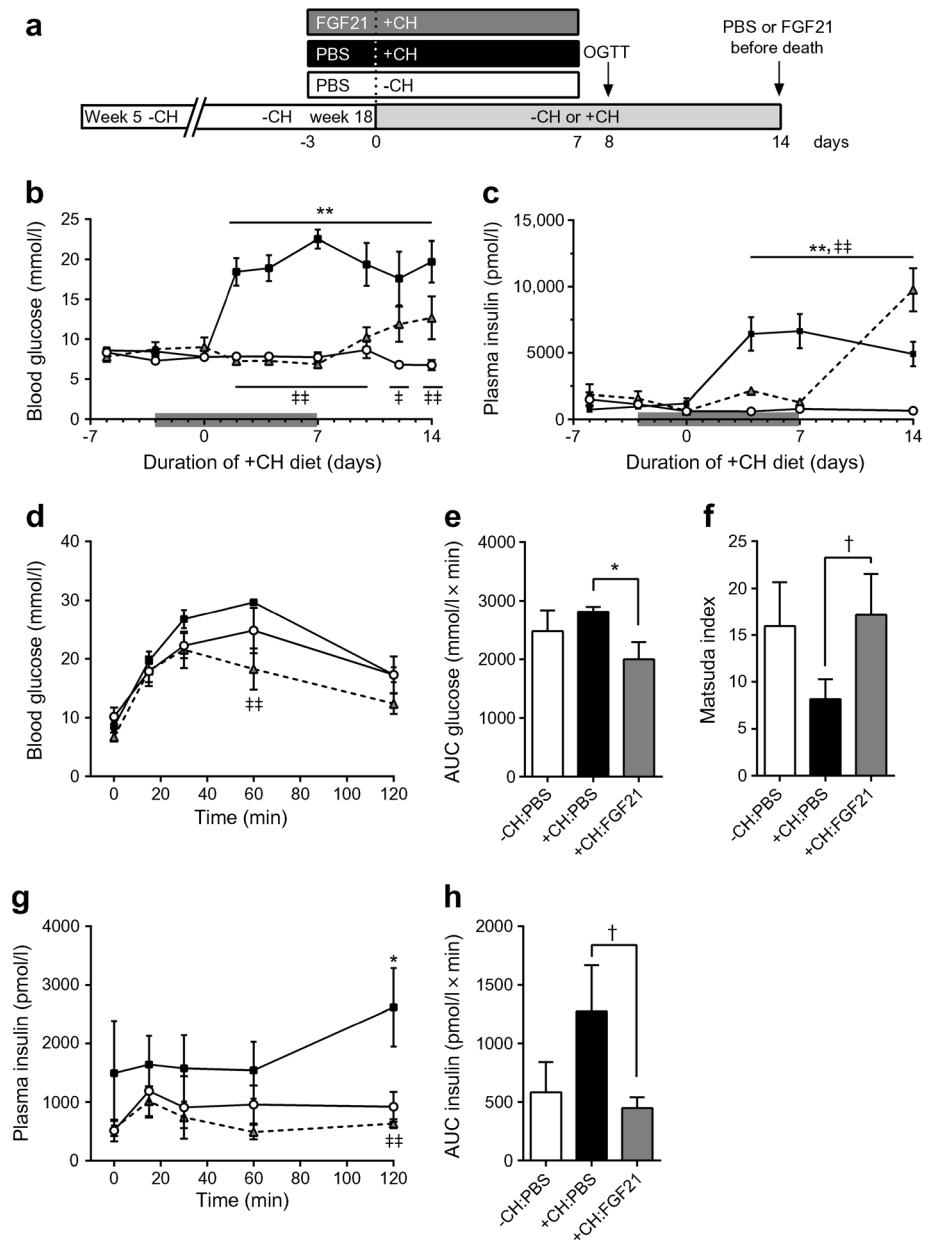 a
FGF21 +CH
PBS +CH
PBS -CH
OGTT
PBS or FGF21
before death
Week 5 -CH -CH week 18 -CH or +CH
-3 0 7 8 14 days
b
Blood glucose (mmol/l)
25
20
15
10
5
0
**
‡‡ ‡ ‡‡
-7 0 7 14
Duration of +CH diet (days)
c
Plasma insulin (pmol/l)
15,000
10,000
5000
0
**, ‡‡
-7 0 7 14
Duration of +CH diet (days)
d
Blood glucose (mmol/l)
40
30
20
10
0
‡‡
0 20 40 60 80 100 120
Time (min)
e
AUC glucose (mmol/l × min)
4000
3000
2000
1000
0
*
-CH:PBS
+CH:PBS
+CH:FGF21
f
Matsuda index
25
20
15
10
5
0
†
-CH:PBS
+CH:PBS
+CH:FGF21
g
Plasma insulin (pmol/l)
4000
3000
2000
1000
0
*
‡‡
0 20 40 60 80 100 120
Time (min)
h
AUC insulin (pmol/l × min)
2000
1500
1000
500
0
†
-CH:PBS
+CH:PBS
+CH:FGF21